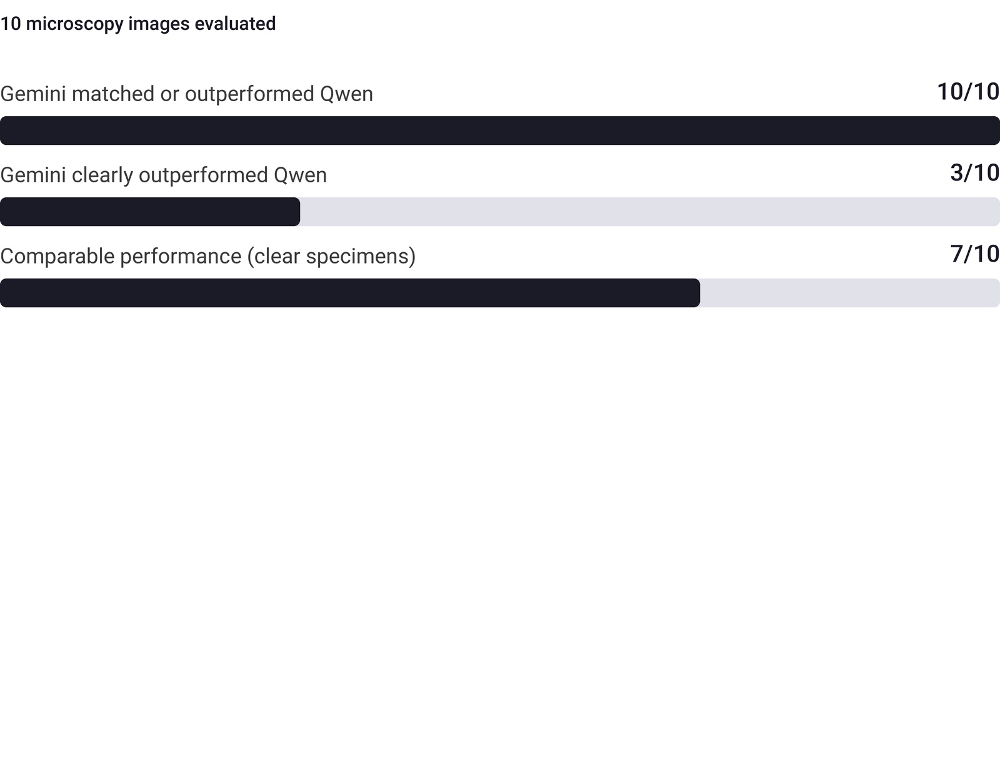 10 microscopy images evaluated
Gemini matched or outperformed Qwen 10/10
Gemini clearly outperformed Qwen 3/10
Comparable performance (clear specimens) 7/10